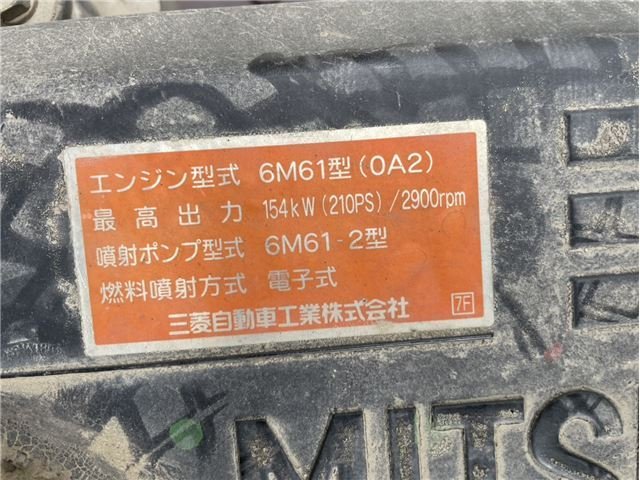 エンジン型式 6M61型(0A2)
最高出力 154kW(210PS)/2900rpm
噴射ポンプ型式 6M61-2型
燃料噴射方式 電子式
三菱自動車工業株式会社 7F
MITS